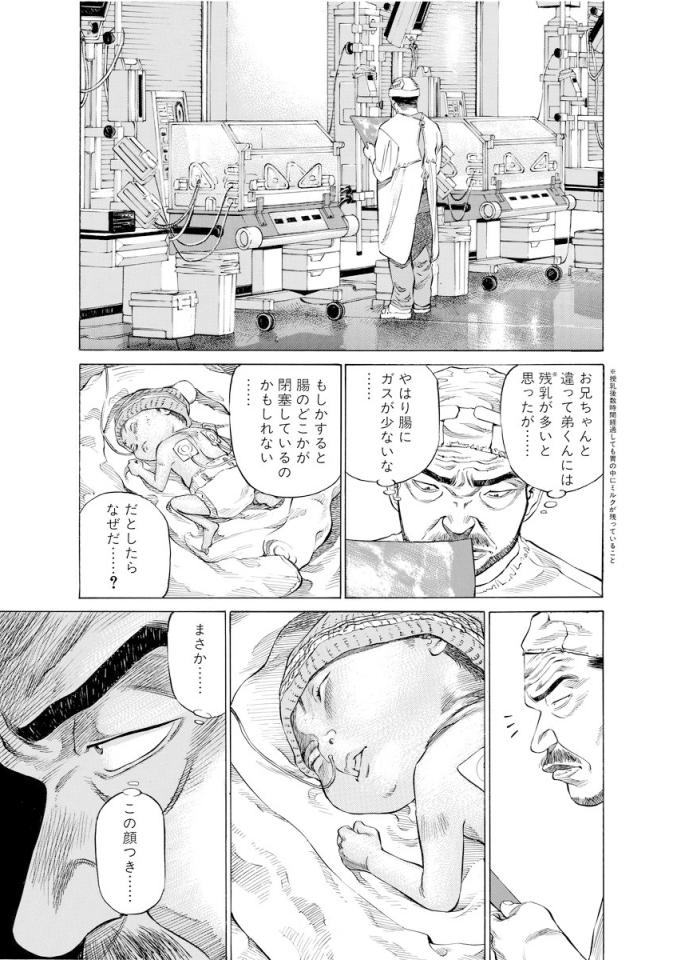 お兄ちゃんと
違って弟くんには
残※乳が多いと
思ったが……
※授乳後数時間経過しても胃の中にミルクが残っていること
やはり腸に
ガスが少ないな
……
もしかすると
腸のどこかが
閉塞しているの
かもしれない
だとしたら
なぜだ……？
まさか……
この顔つき……